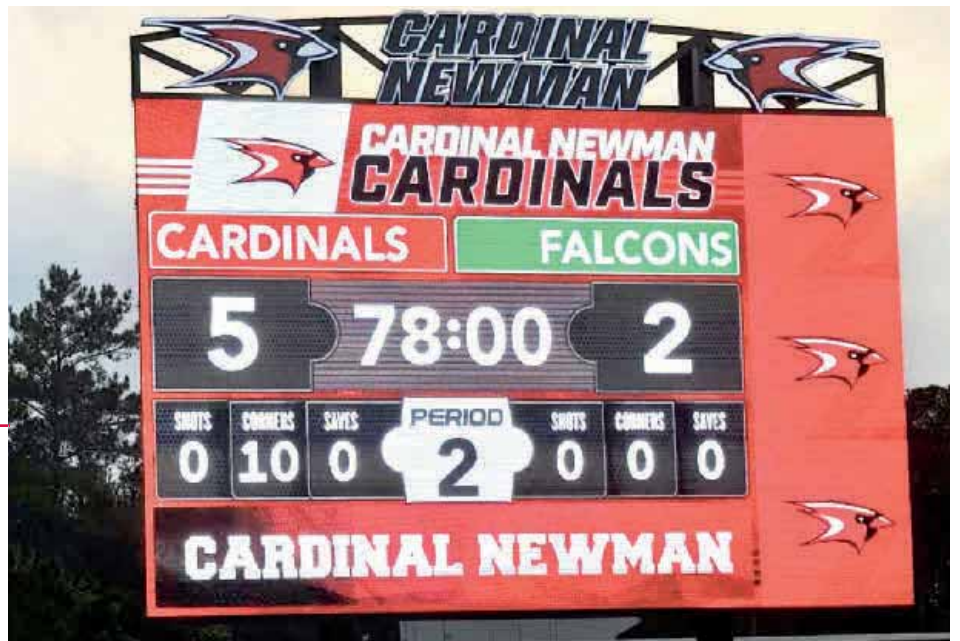 CARDINAL
NEWMAN
CARDINAL NEWMAN
CARDINALS
CARDINALS FALCONS
5 78:00 2
SHOTS CORNERS SAVES PERIOD SHOTS CORNERS SAVES
0 10 0 2 0 0 0
CARDINAL NEWMAN